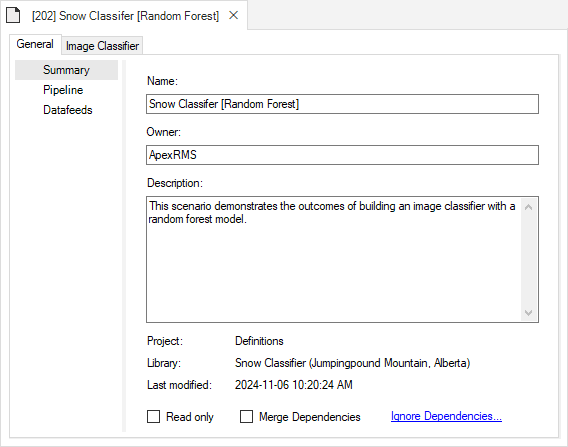 [202] Snow Classifer [Random Forest]
General
Image Classifier
Summary
Pipeline
Datafeeds
Name:
Snow Classifer [Random Forest]
Owner:
ApexRMS
Description:
This scenario demonstrates the outcomes of building an image classifier with a
random forest model.
Project: Definitions
Library: Snow Classifier (Jumpingpound Mountain, Alberta)
Last modified: 2024-11-06 10:20:24 AM
Read only Merge Dependencies Ignore Dependencies...